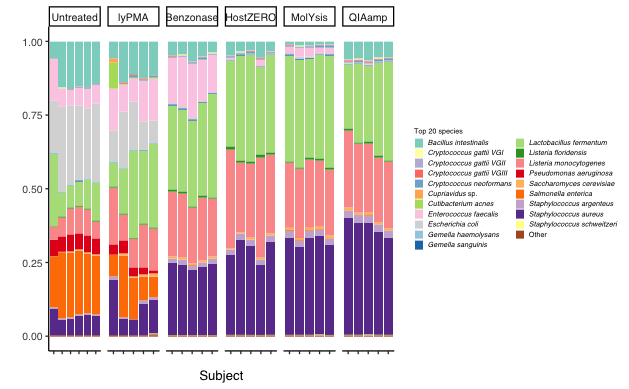 Untreated lyPMA Benzonase HostZERO MolYsis QIAamp
1.00
0.75
0.50
0.25
0.00
Subject
Top 20 species
Bacillus intestinalis
Cryptococcus gattii VGI
Cryptococcus gattii VGII
Cryptococcus gattii VGIII
Cryptococcus neoformans
Cupriavidus sp.
Cutibacterium acnes
Enterococcus faecalis
Escherichia coli
Gemella haemolysans
Gemella sanguinis
Lactobacillus fermentum
Listeria floridensis
Listeria monocytogenes
Pseudomonas aeruginosa
Saccharomyces cerevisiae
Salmonella enterica
Staphylococcus argenteus
Staphylococcus aureus
Staphylococcus schweitzeri
Other